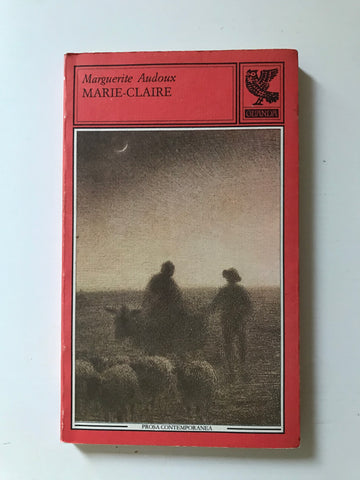 Marguerite Audoux
MARIE-CLAIRE
GUANDA
PROSA CONTEMPORANEA